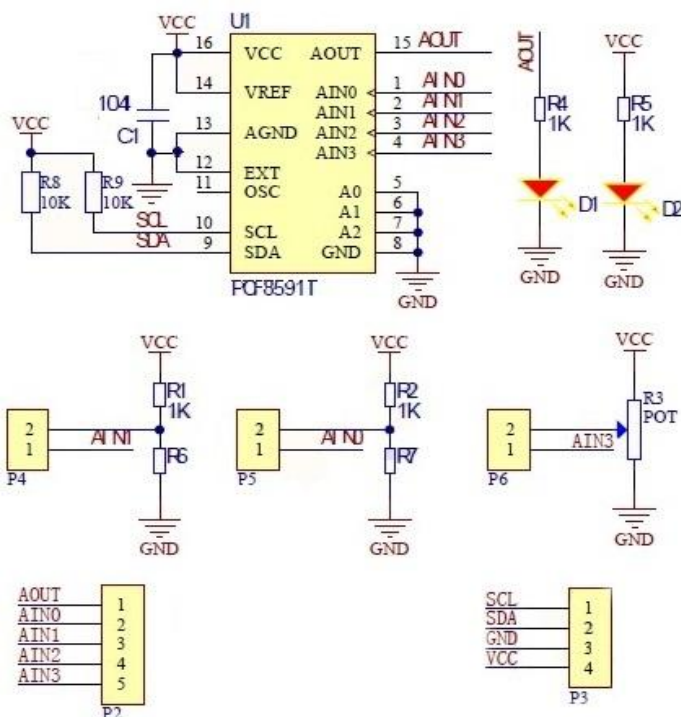 VCC
U1
16 VCC AOUT 15 AOUT
14 VREF AIN0 1 AIN0
AIN1 2 AIN1
104
C1
13 AGND AIN2 3 AIN2
AIN3 4 AIN3
12 EXT
11 OSC A0 5
A1 6
10 SCL A2 7
9 SDA GND 8
SCL
SDA
PCF8591T
GND
VCC
R8
10K
R9
10K
AOUT
R4
1K
D1
GND
VCC
R5
1K
D2
GND
VCC
R1
1K
2
1 AIN1
R6
P4
GND
VCC
R2
1K
2
1 AIN0
R7
P5
GND
VCC
R3
POT
2
1 AIN3
P6
GND
AOUT 1
AIN0 2
AIN1 3
AIN2 4
AIN3 5
P2
SCL 1
SDA 2
GND 3
VCC 4
P3